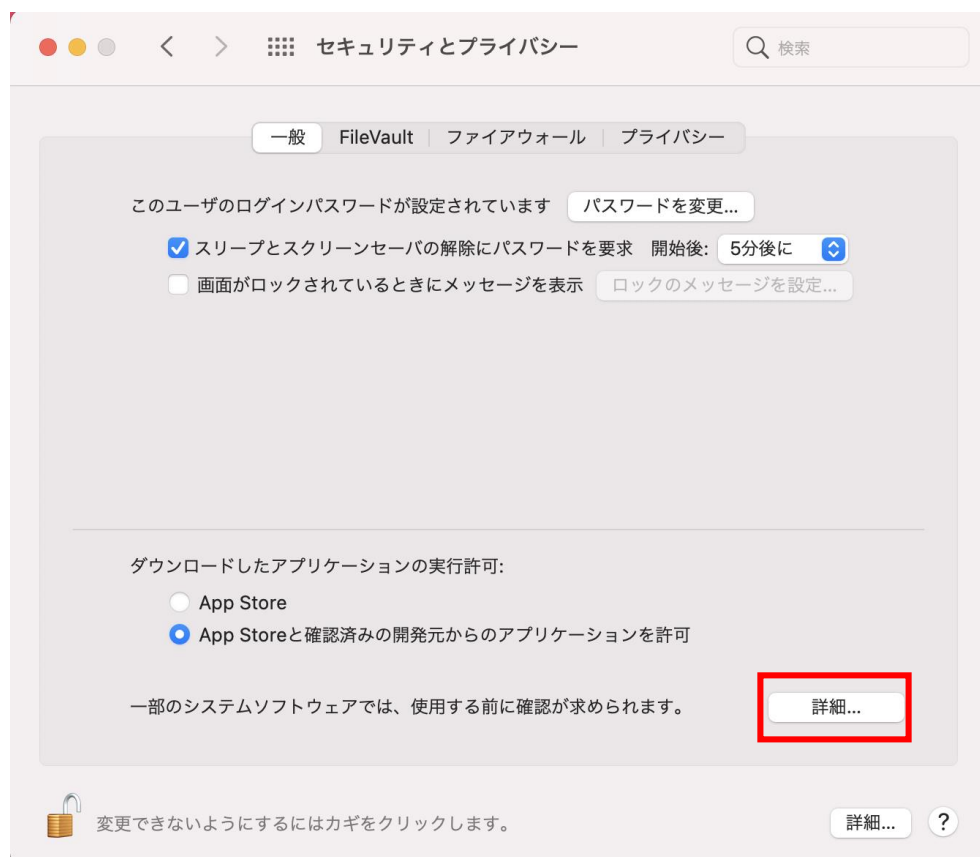 セキュリティとプライバシー
検索
一般 FileVault ファイアウォール プライバシー
このユーザのログインパスワードが設定されています パスワードを変更...
スリープとスクリーンセーバの解除にパスワードを要求 開始後: 5分後に
画面がロックされているときにメッセージを表示 ロックのメッセージを設定...
ダウンロードしたアプリケーションの実行許可:
App Store
App Storeと確認済みの開発元からのアプリケーションを許可
一部のシステムソフトウェアでは、使用する前に確認が求められます。 詳細...
変更できないようにするにはカギをクリックします。 詳細... ?